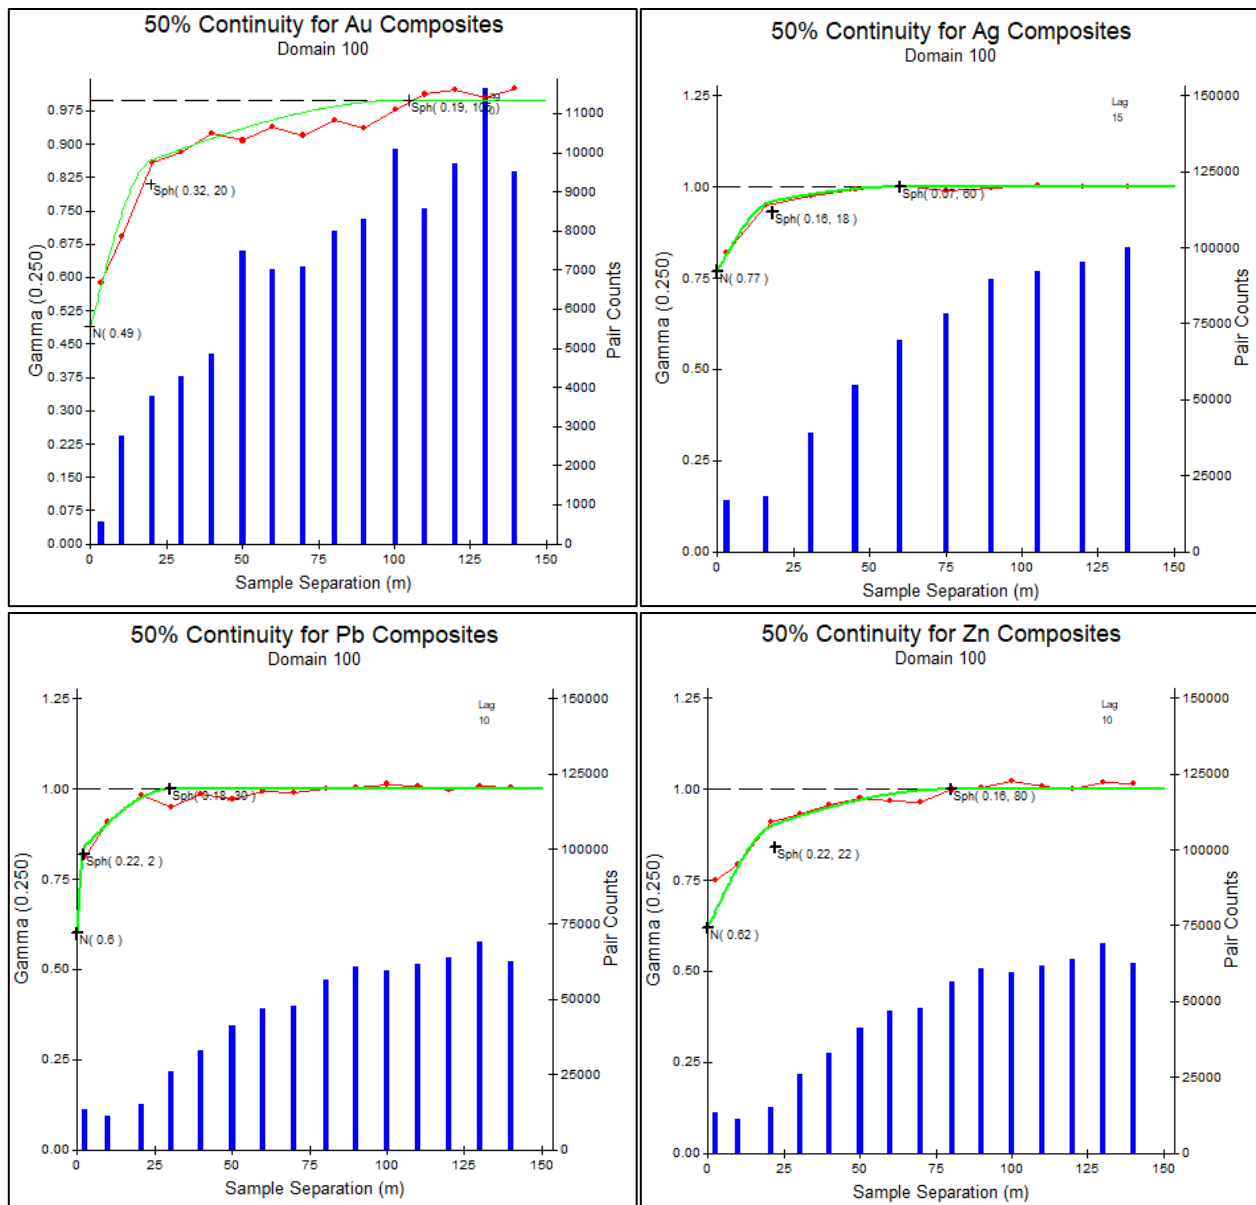 50% Continuity for Au Composites
Domain 100
0.975
0.900
0.825
0.750
0.675
0.600
0.525
0.450
0.375
0.300
0.225
0.150
0.075
0.000
Gamma (0.250)
N( 0.49 )
Sph( 0.32, 20 )
Sph( 0.19, 105 )
11000
10000
9000
8000
7000
6000
5000
4000
3000
2000
1000
0
Pair Counts
0 25 50 75 100 125 150
Sample Separation (m)
50% Continuity for Ag Composites
Domain 100
Lag
15
1.25
1.00
0.75
0.50
0.25
0.00
Gamma (0.250)
N( 0.77 )
Sph( 0.16, 18 )
Sph( 0.07, 60 )
150000
125000
100000
75000
50000
25000
0
Pair Counts
0 25 50 75 100 125 150
Sample Separation (m)
50% Continuity for Pb Composites
Domain 100
Lag
10
1.25
1.00
0.75
0.50
0.25
0.00
Gamma (0.250)
N( 0.6 )
Sph( 0.22, 2 )
Sph( 0.18, 30 )
150000
125000
100000
75000
50000
25000
0
Pair Counts
0 25 50 75 100 125 150
Sample Separation (m)
50% Continuity for Zn Composites
Domain 100
Lag
10
1.25
1.00
0.75
0.50
0.25
0.00
Gamma (0.250)
N( 0.62 )
Sph( 0.22, 22 )
Sph( 0.16, 80 )
150000
125000
100000
75000
50000
25000
0
Pair Counts
0 25 50 75 100 125 150
Sample Separation (m)